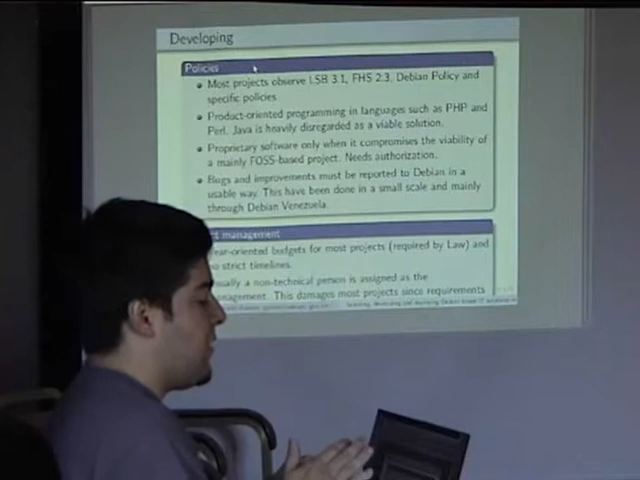 Developing
Policies
Most projects observe LSB 3.1, FHS 2.3, Debian Policy and
specific policies
Product-oriented programming in languages such as PHP and
Perl. Java is heavily disregarded as a viable solution.
Proprietary software only when it compromises the viability of
a mainly FOSS-based project. Needs authorization.
Bugs and improvements must be reported to Debian in a
usable way. This have been done in a small scale and mainly
through Debian Venezuela.
management
-oriented budgets for most projects (required by Law) and
strict timelines.
a non-technical person is assigned as the
. This damages most projects since requirements